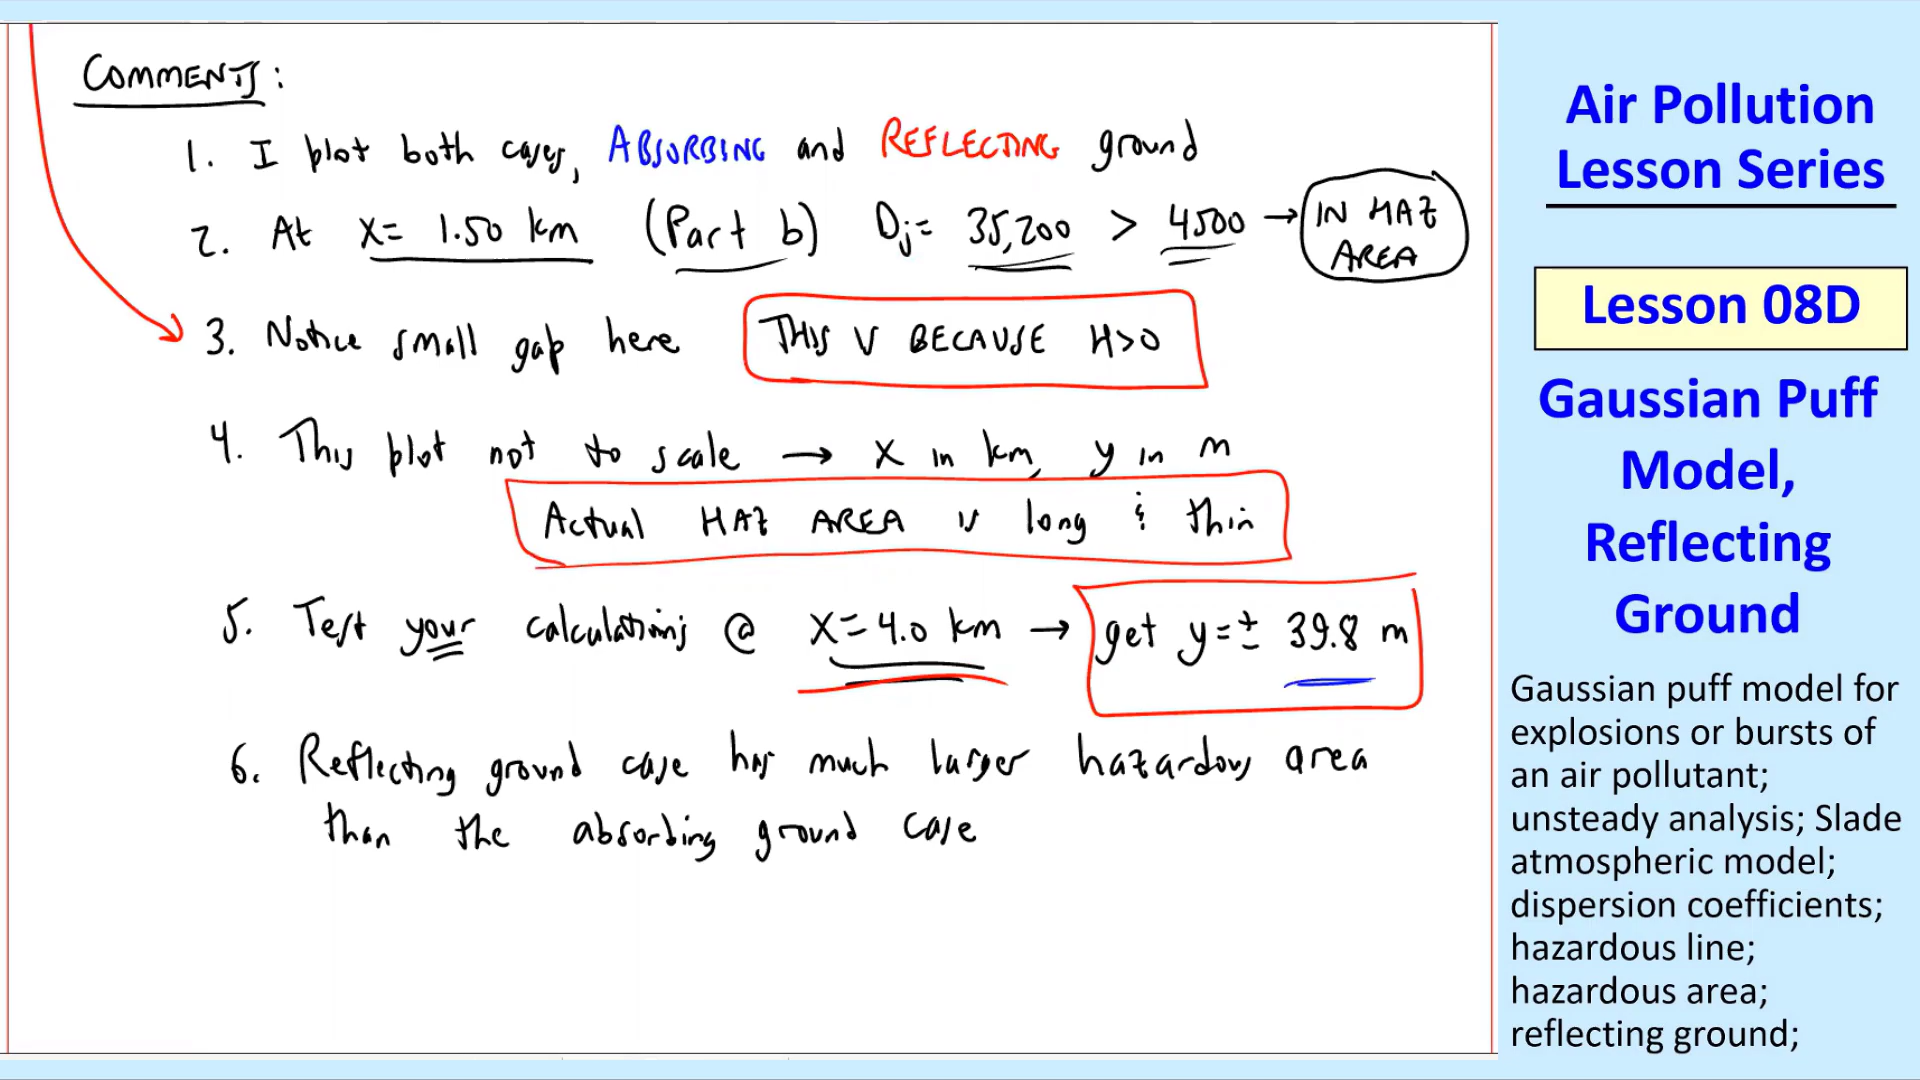 COMMENTS:
1. I plot both cases, ABSORBING and REFLECTING ground
2. At x= 1.50 km (Part b) Dj= 35,200 > 4500 → IN HAZ AREA
3. Notice small gap here THIS IS BECAUSE H>0
4. This plot not to scale → x in km, y in m
Actual HAZ AREA is long & thin
5. Test your calculations @ x=4.0 km → get y=± 39.8 m
6. Reflecting ground case has much larger hazardous area
than the absorbing ground case
Air Pollution
Lesson Series
Lesson 08D
Gaussian Puff
Model,
Reflecting
Ground
Gaussian puff model for
explosions or bursts of
an air pollutant;
unsteady analysis; Slade
atmospheric model;
dispersion coefficients;
hazardous line;
hazardous area;
reflecting ground;